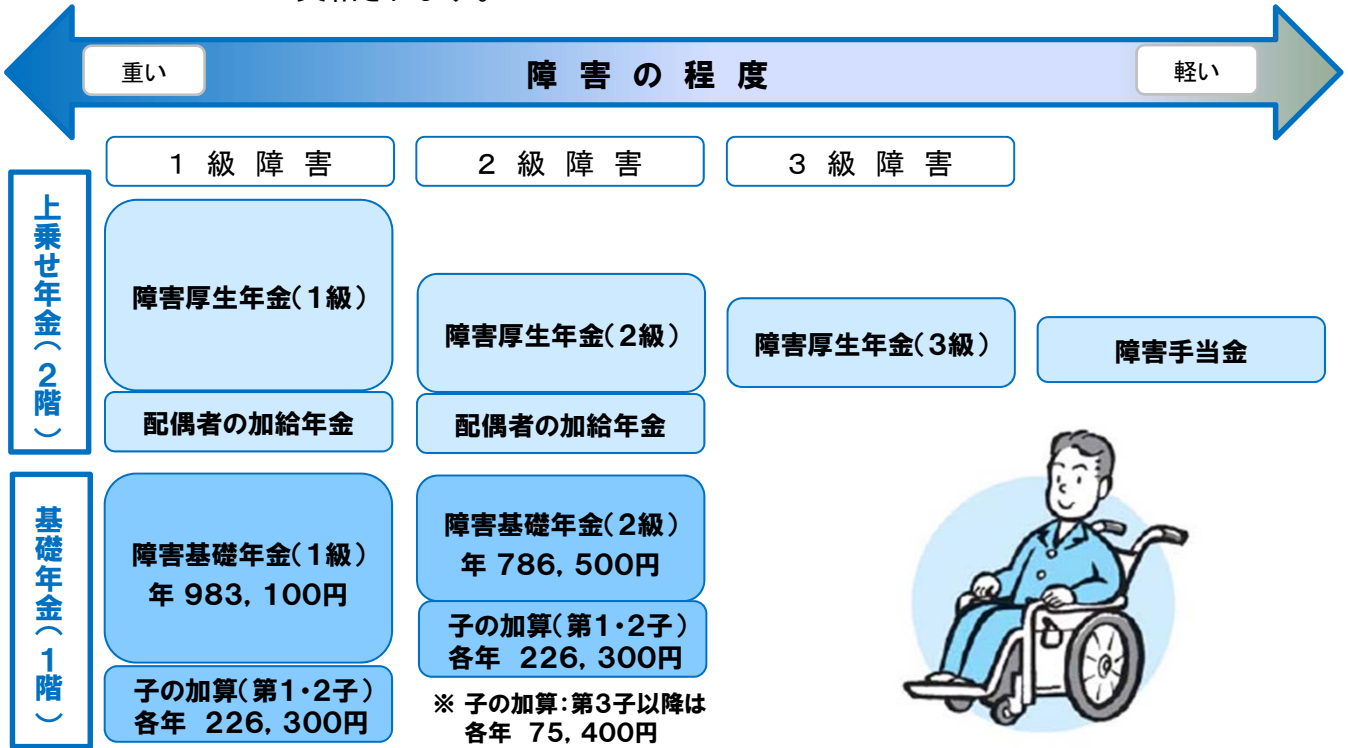 重い
障害の程度
軽い
1級障害
2級障害
3級障害
上乗せ年金(2階)
障害厚生年金(1級)
障害厚生年金(2級)
障害厚生年金(3級)
障害手当金
配偶者の加給年金
配偶者の加給年金
基礎年金(1階)
障害基礎年金(1級)
年 983,100円
障害基礎年金(2級)
年 786,500円
子の加算(第1・2子)
各年 226,300円
子の加算(第1・2子)
各年 226,300円
※ 子の加算:第3子以降は
各年 75,400円